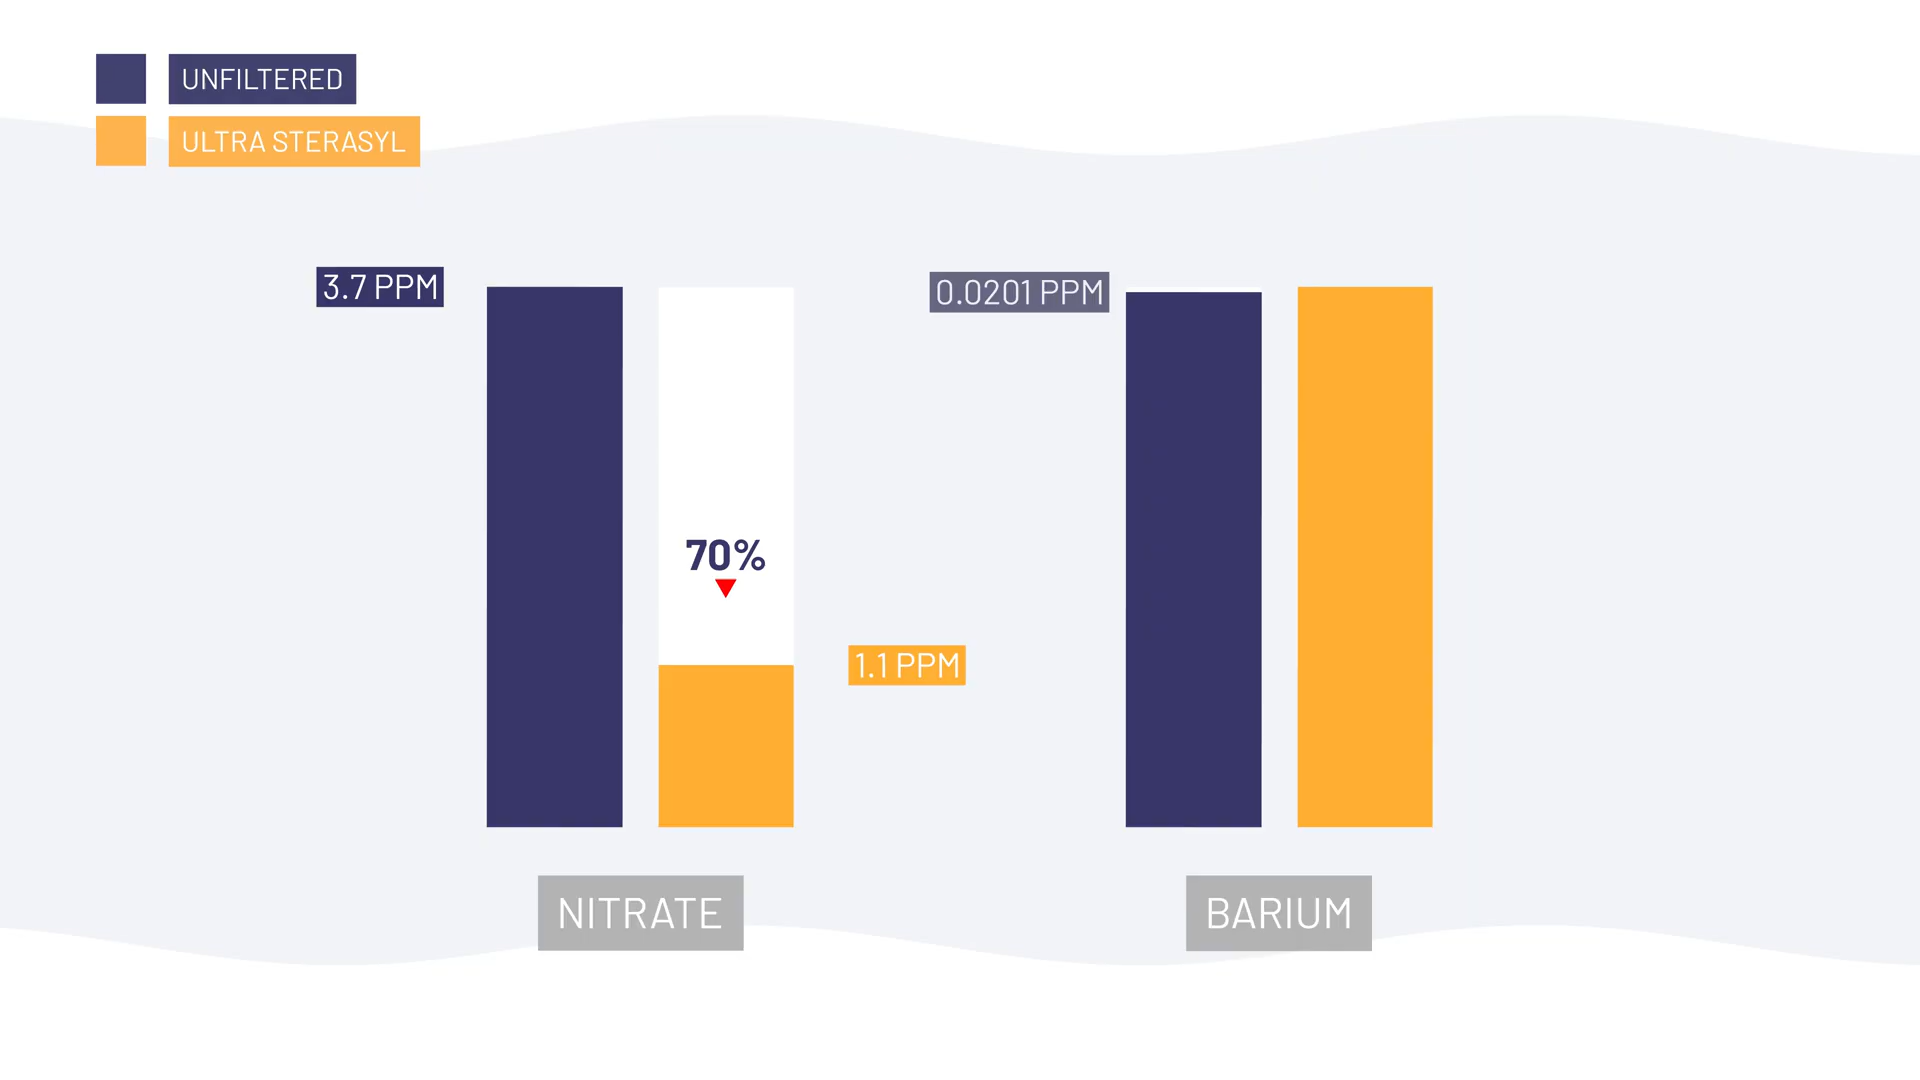 UNFILTERED
ULTRA STERASYL
3.7 PPM
0.0201 PPM
70%
1.1 PPM
NITRATE
BARIUM